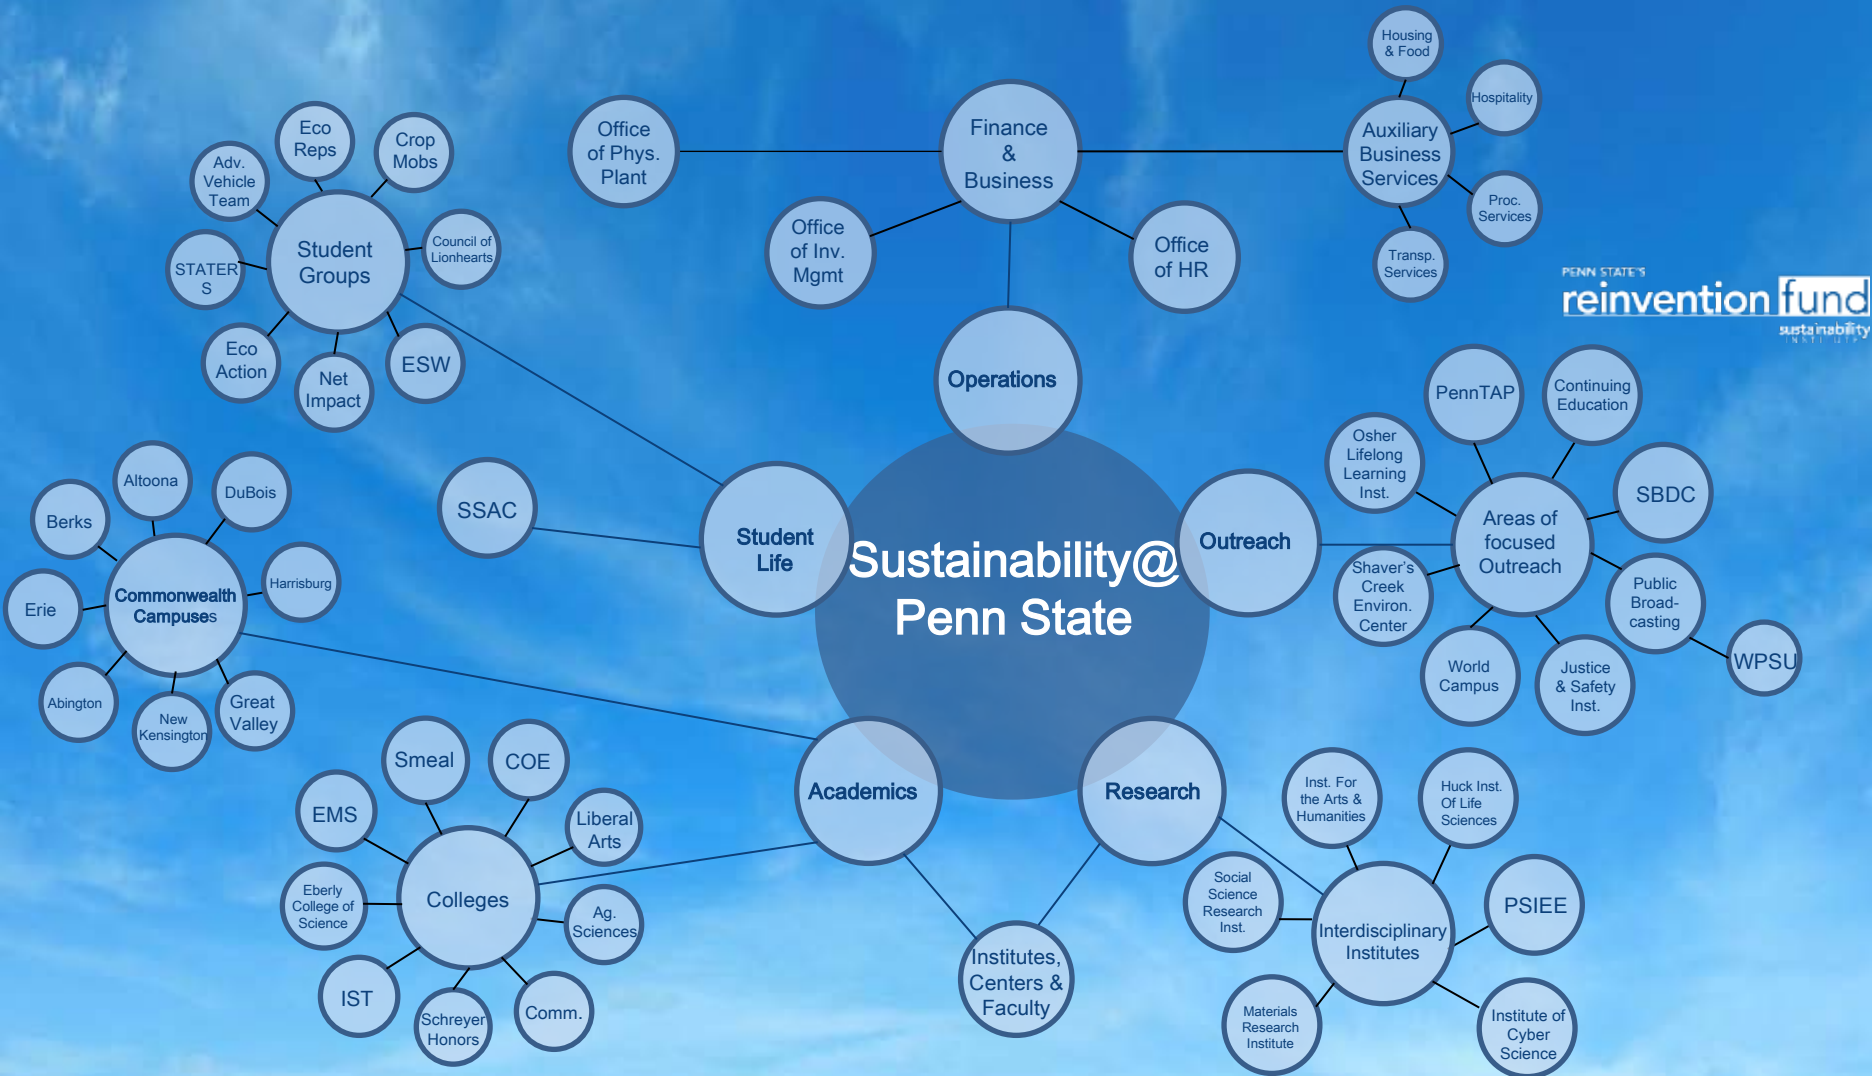 Housing
& Food
Hospitality
Auxiliary
Business
Services
Proc.
Services
Transp.
Services
Finance
&
Business
Office
of Phys.
Plant
Office
of Inv.
Mgmt
Office
of HR
Operations
Eco
Reps
Crop
Mobs
Adv.
Vehicle
Team
Council of
Lionhearts
Student
Groups
STATER
S
Eco
Action
Net
Impact
ESW
PENN STATE'S
reinvention fund
sustainability
INSTITUTE
PennTAP
Continuing
Education
Osher
Lifelong
Learning
Inst.
SBDC
Areas of
focused
Outreach
Shaver's
Creek
Environ.
Center
Public
Broad-
casting
WPSU
World
Campus
Justice
& Safety
Inst.
Outreach
SSAC
Student
Life
Sustainability@
Penn State
Altoona
DuBois
Berks
Harrisburg
Commonwealth
Campuses
Erie
Abington
New
Kensington
Great
Valley
Academics
Research
Smeal
COE
EMS
Liberal
Arts
Eberly
College of
Science
Colleges
Ag.
Sciences
IST
Schreyer
Honors
Comm.
Institutes,
Centers &
Faculty
Inst. For
the Arts &
Humanities
Huck Inst.
Of Life
Sciences
Social
Science
Research
Inst.
PSIEE
Interdisciplinary
Institutes
Materials
Research
Institute
Institute of
Cyber
Science